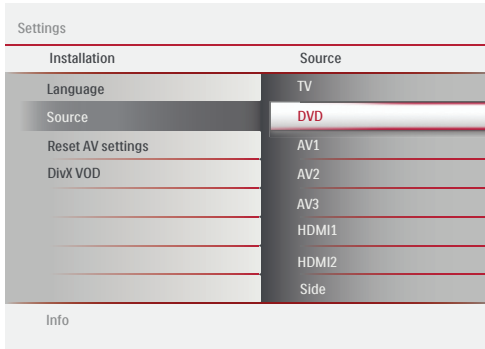 Settings
Installation
Source
Language
TV
Source
DVD
Reset AV settings
AV1
DivX VOD
AV2
AV3
HDMI1
HDMI2
Side
Info